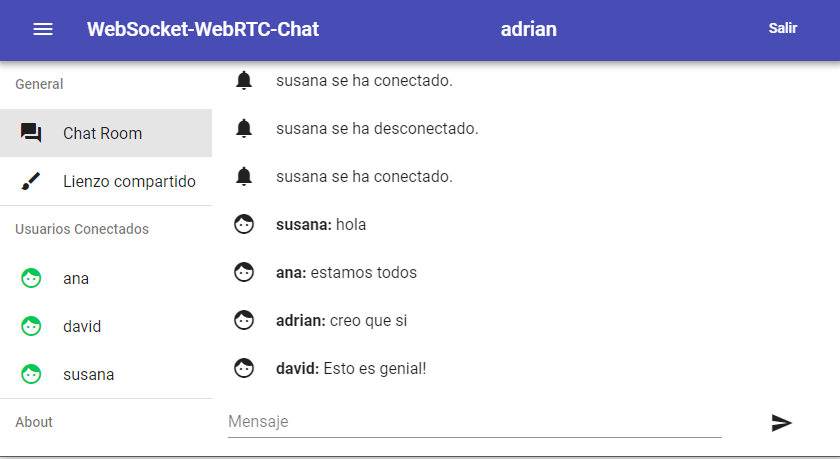 WebSocket-WebRTC-Chat
adrian
Salir
General
Chat Room
Lienzo compartido
Usuarios Conectados
ana
david
susana
About
susana se ha conectado.
susana se ha desconectado.
susana se ha conectado.
susana: hola
ana: estamos todos
adrian: creo que si
david: Esto es genial!
Mensaje